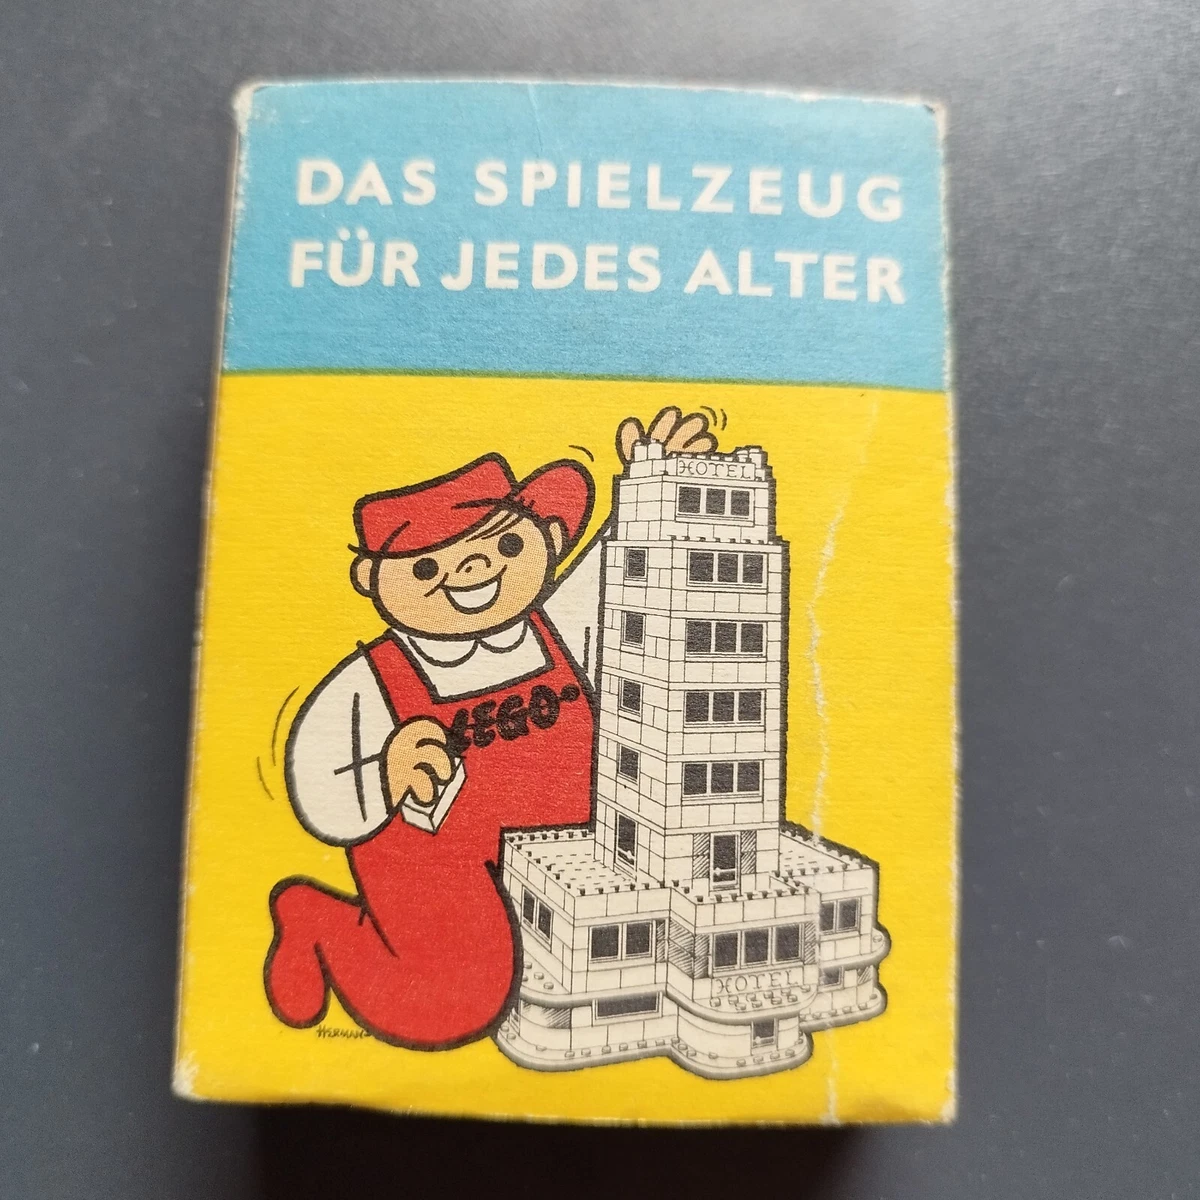 DAS SPIELZEUG
FÜR JEDES ALTER
HOTEL
LEGO
HOTEL